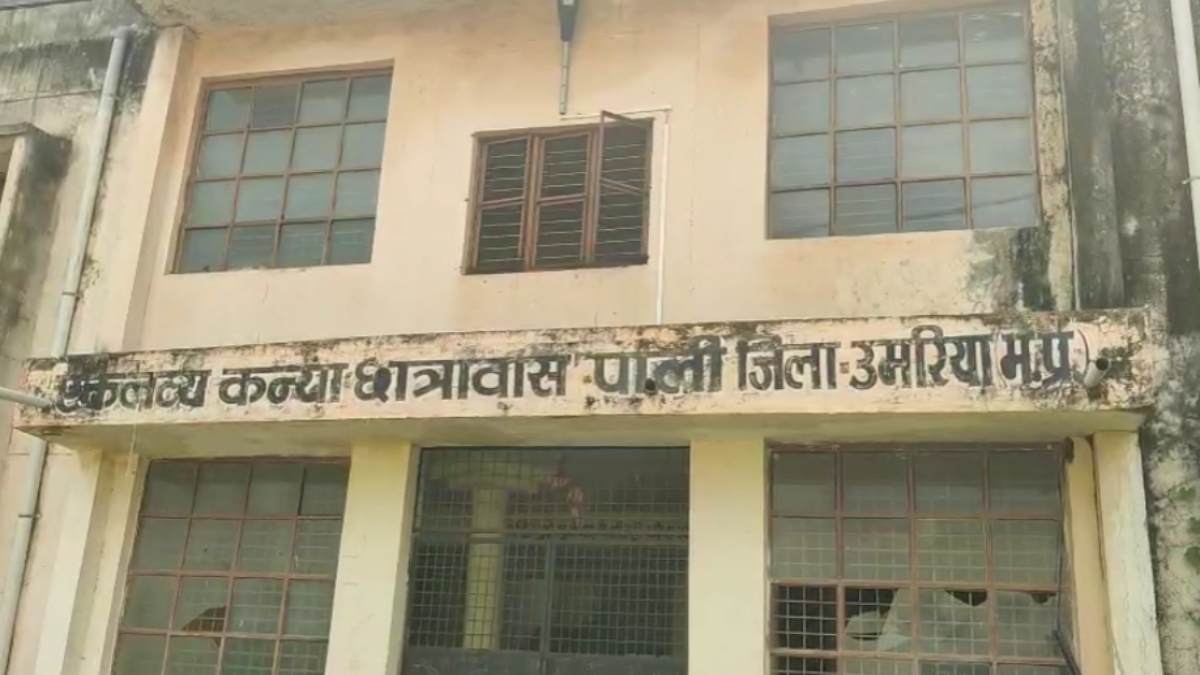 एकलव्य कन्या छात्रावास पाली जिला-उमरिया (म.प्र.)